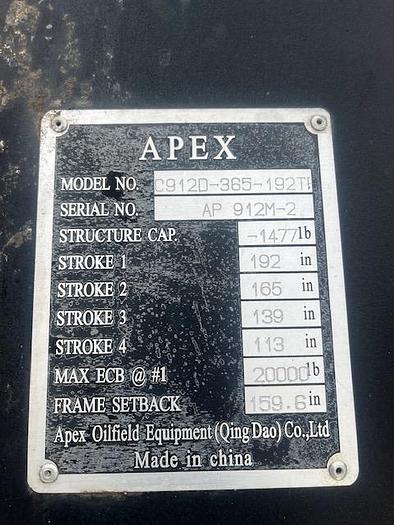 APEX
MODEL NO. C912D-365-192TH
SERIAL NO. AP 912M-2
STRUCTURE CAP. -1477 lb
STROKE 1 192 in
STROKE 2 165 in
STROKE 3 139 in
STROKE 4 113 in
MAX ECB @ #1 20000 lb
FRAME SETBACK 159.6 in
Apex Oilfield Equipment (Qing Dao) Co.,Ltd
Made in china